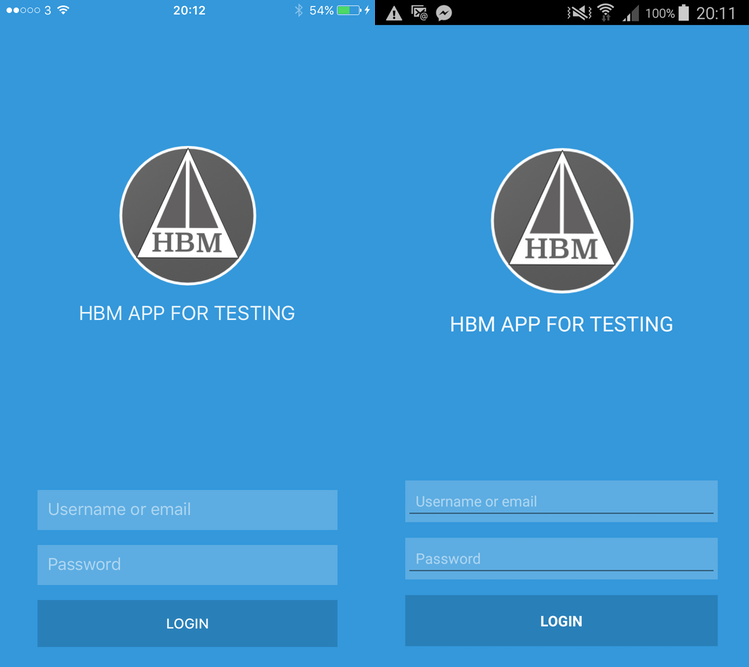 3 20:12 54%
HBM
HBM APP FOR TESTING
Username or email
Password
LOGIN
100% 20:11
HBM
HBM APP FOR TESTING
Username or email
Password
LOGIN